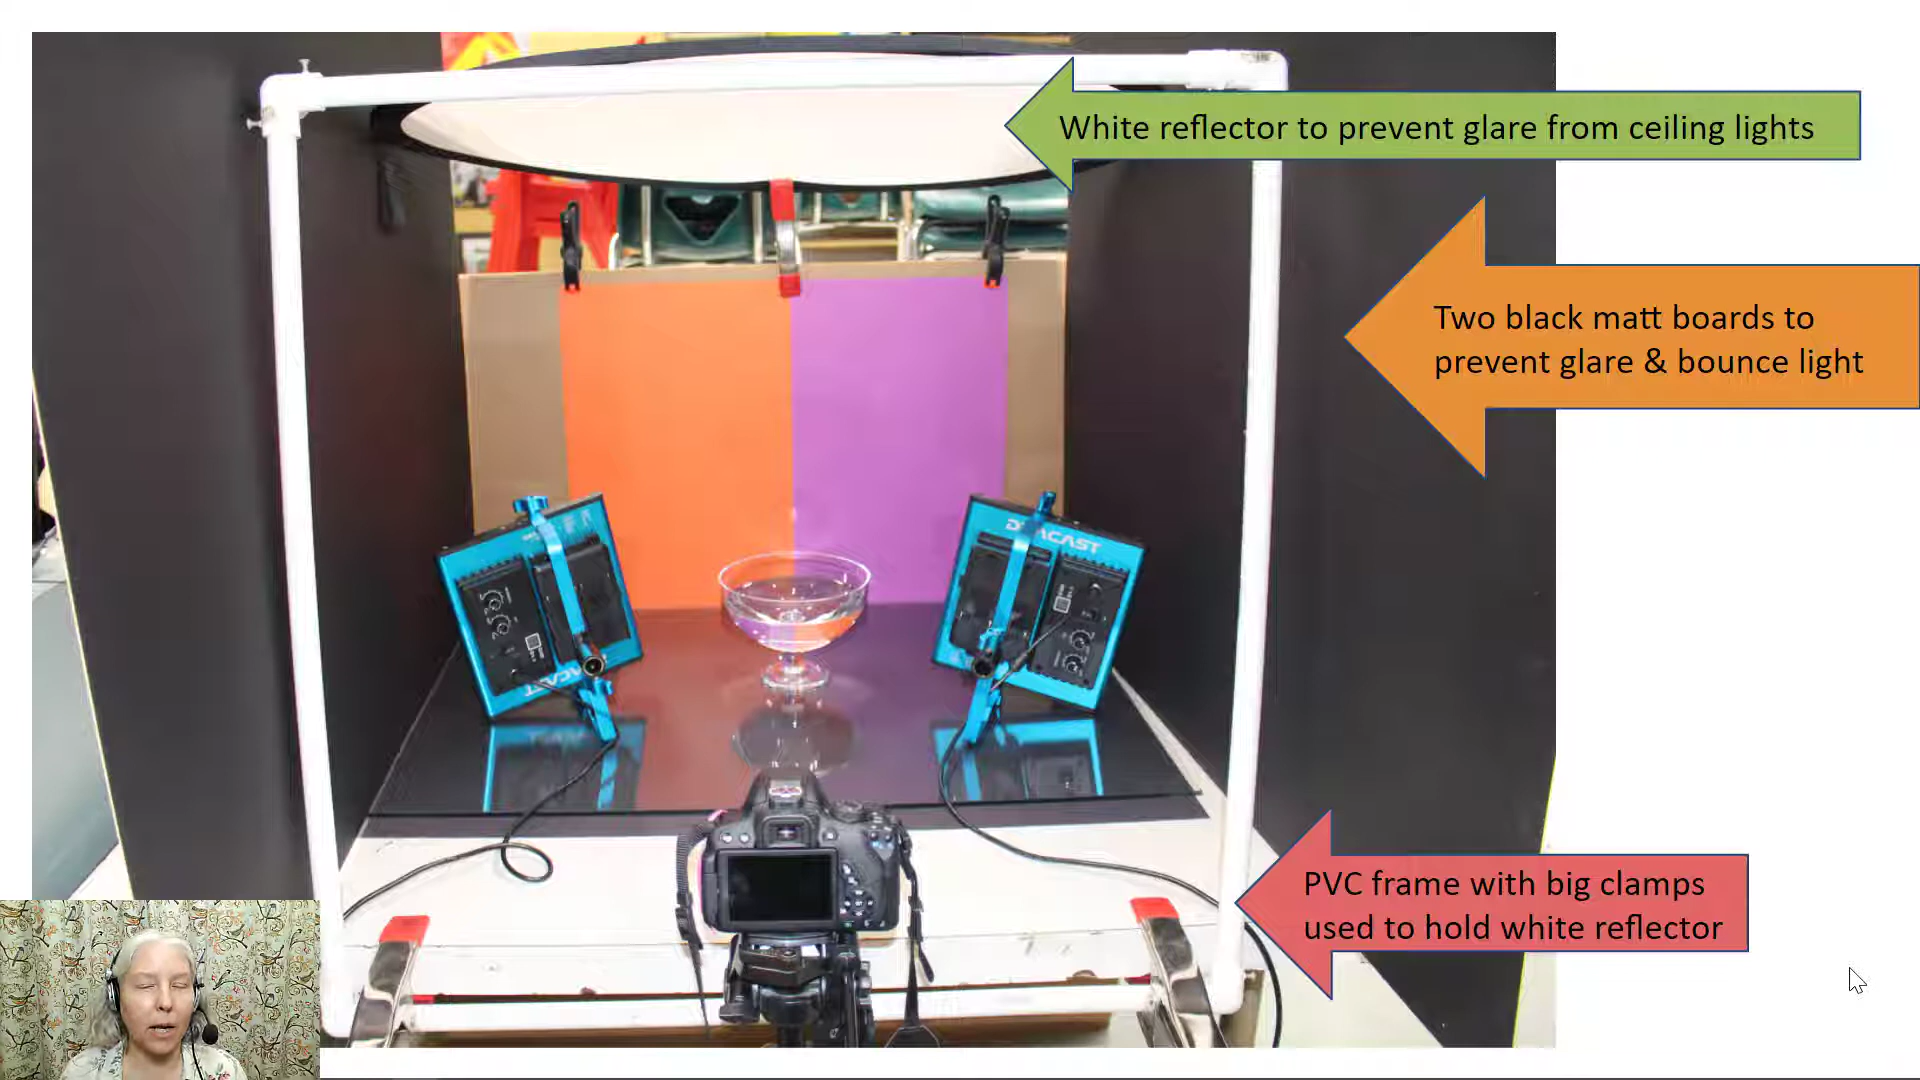 White reflector to prevent glare from ceiling lights
Two black matt boards to
prevent glare & bounce light
PVC frame with big clamps
used to hold white reflector